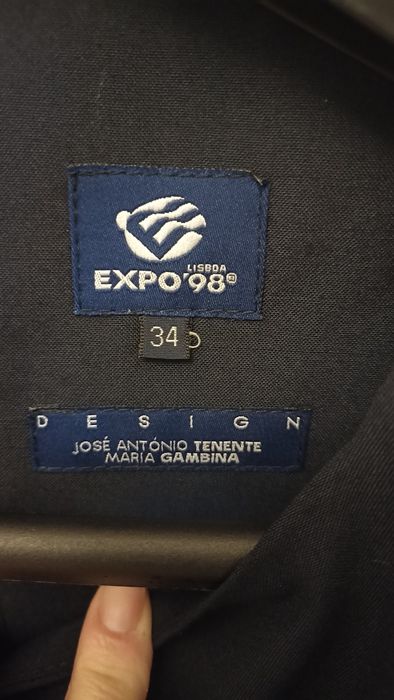 LISBOA
EXPO'98®
34
DESIGN
JOSÉ ANTÓNIO TENENTE
MARIA GAMBINA